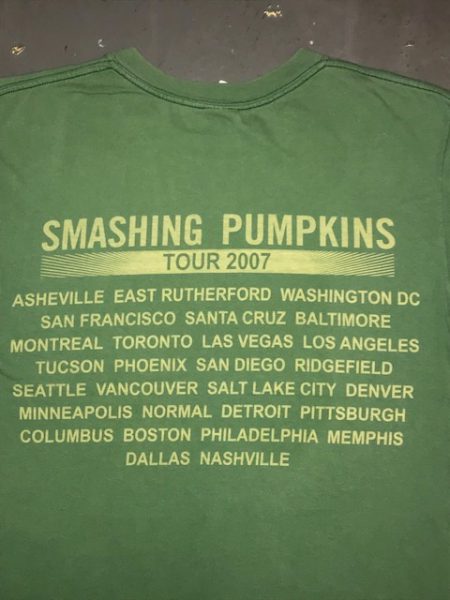 SMASHING PUMPKINS
TOUR 2007
ASHEVILLE EAST RUTHERFORD WASHINGTON DC
SAN FRANCISCO SANTA CRUZ BALTIMORE
MONTREAL TORONTO LAS VEGAS LOS ANGELES
TUCSON PHOENIX SAN DIEGO RIDGEFIELD
SEATTLE VANCOUVER SALT LAKE CITY DENVER
MINNEAPOLIS NORMAL DETROIT PITTSBURGH
COLUMBUS BOSTON PHILADELPHIA MEMPHIS
DALLAS NASHVILLE